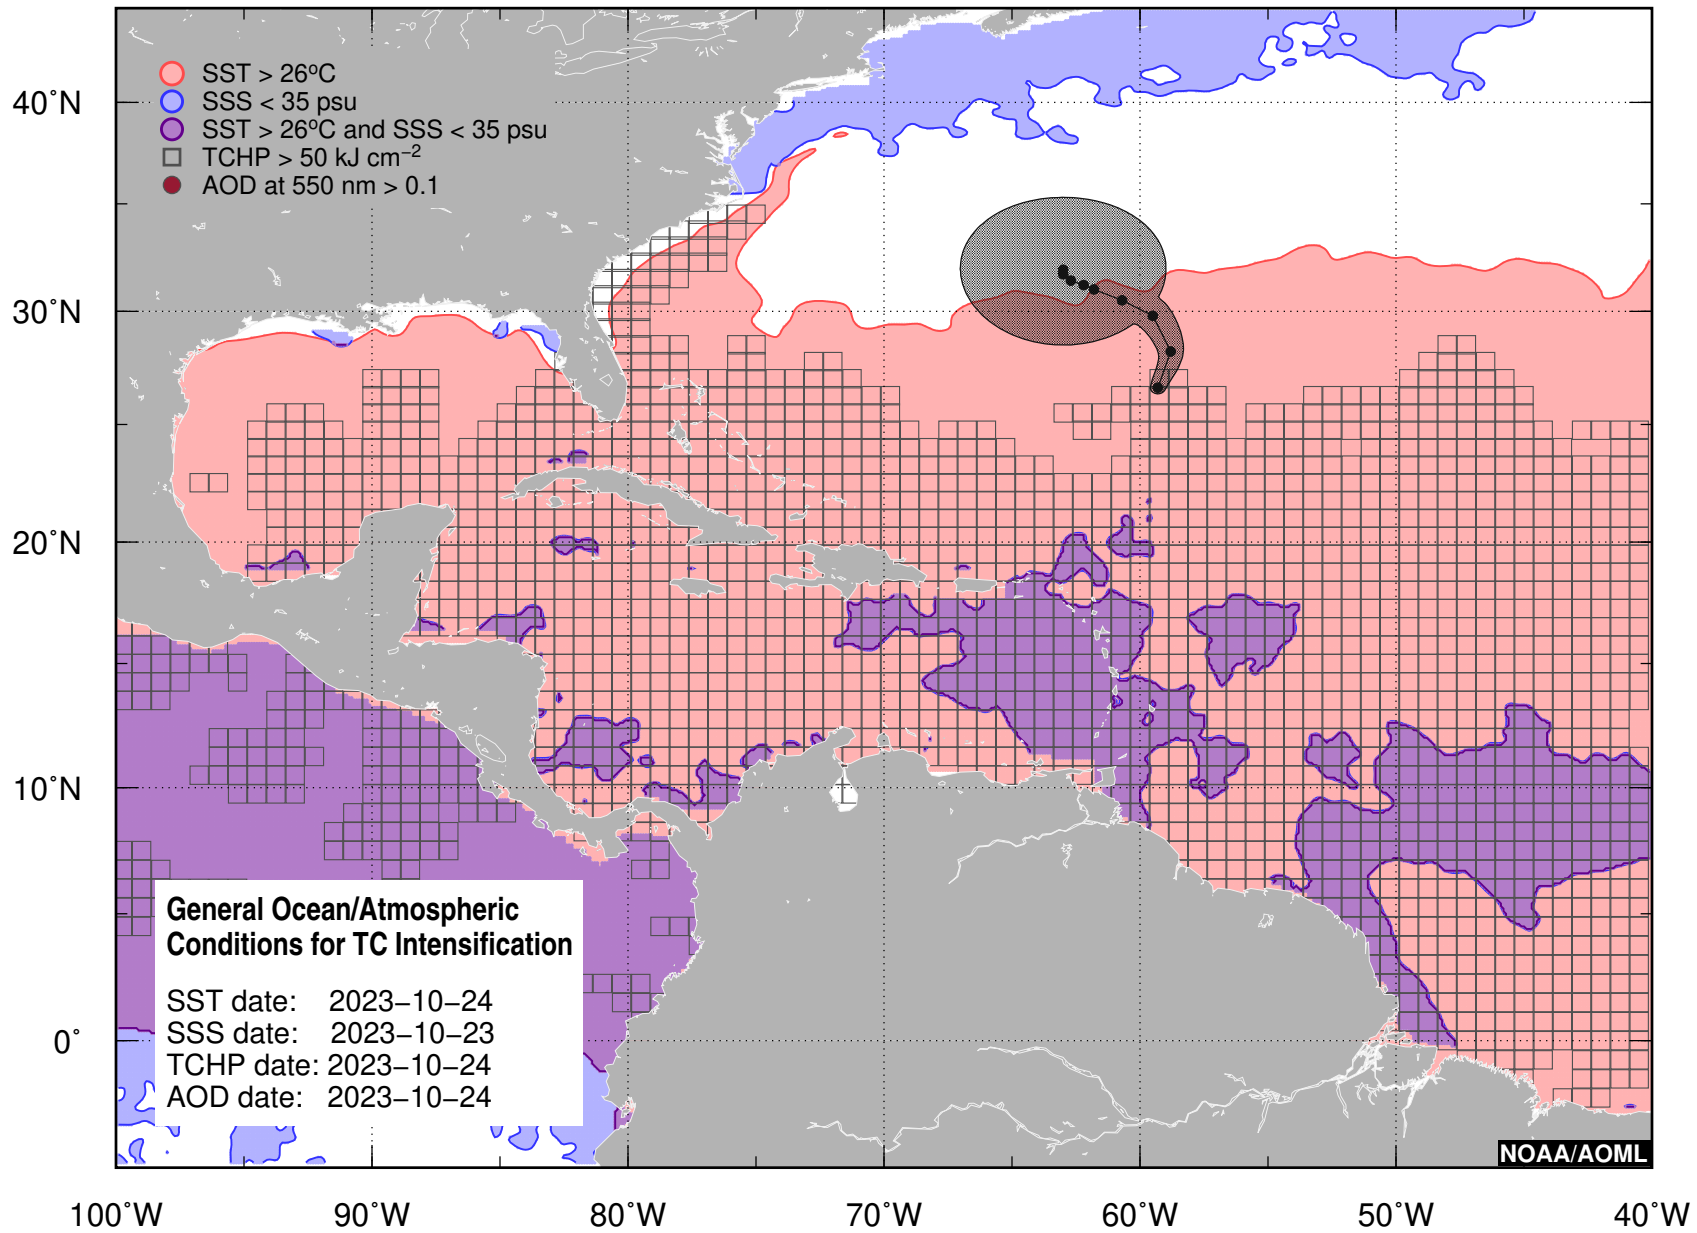 SST > 26°C
SSS < 35 psu
SST > 26°C and SSS < 35 psu
TCHP > 50 kJ cm⁻²
AOD at 550 nm > 0.1
40°N
30°N
20°N
10°N
0°
General Ocean/Atmospheric
Conditions for TC Intensification
SST date: 2023−10−24
SSS date: 2023−10−23
TCHP date: 2023−10−24
AOD date: 2023−10−24
NOAA/AOML
100°W 90°W 80°W 70°W 60°W 50°W 40°W